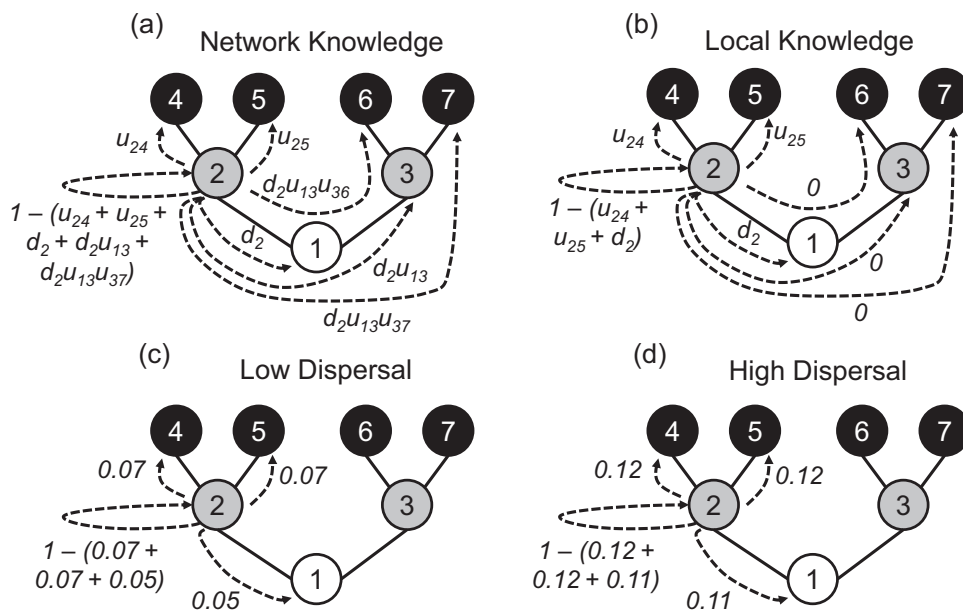 (a)
Network Knowledge
4 5 6 7
u24 u25
2 d2u13u36 3
1 – (u24 + u25 +
d2 + d2u13 +
d2u13u37)
d2 1
d2u13
d2u13u37
(b)
Local Knowledge
4 5 6 7
u24 u25
2 0 3
1 – (u24 +
u25 + d2)
d2 1
0
0
(c)
Low Dispersal
4 5 6 7
0.07 0.07
2 3
1 – (0.07 +
0.07 + 0.05)
1
0.05
(d)
High Dispersal
4 5 6 7
0.12 0.12
2 3
1 – (0.12 +
0.12 + 0.11)
1
0.11